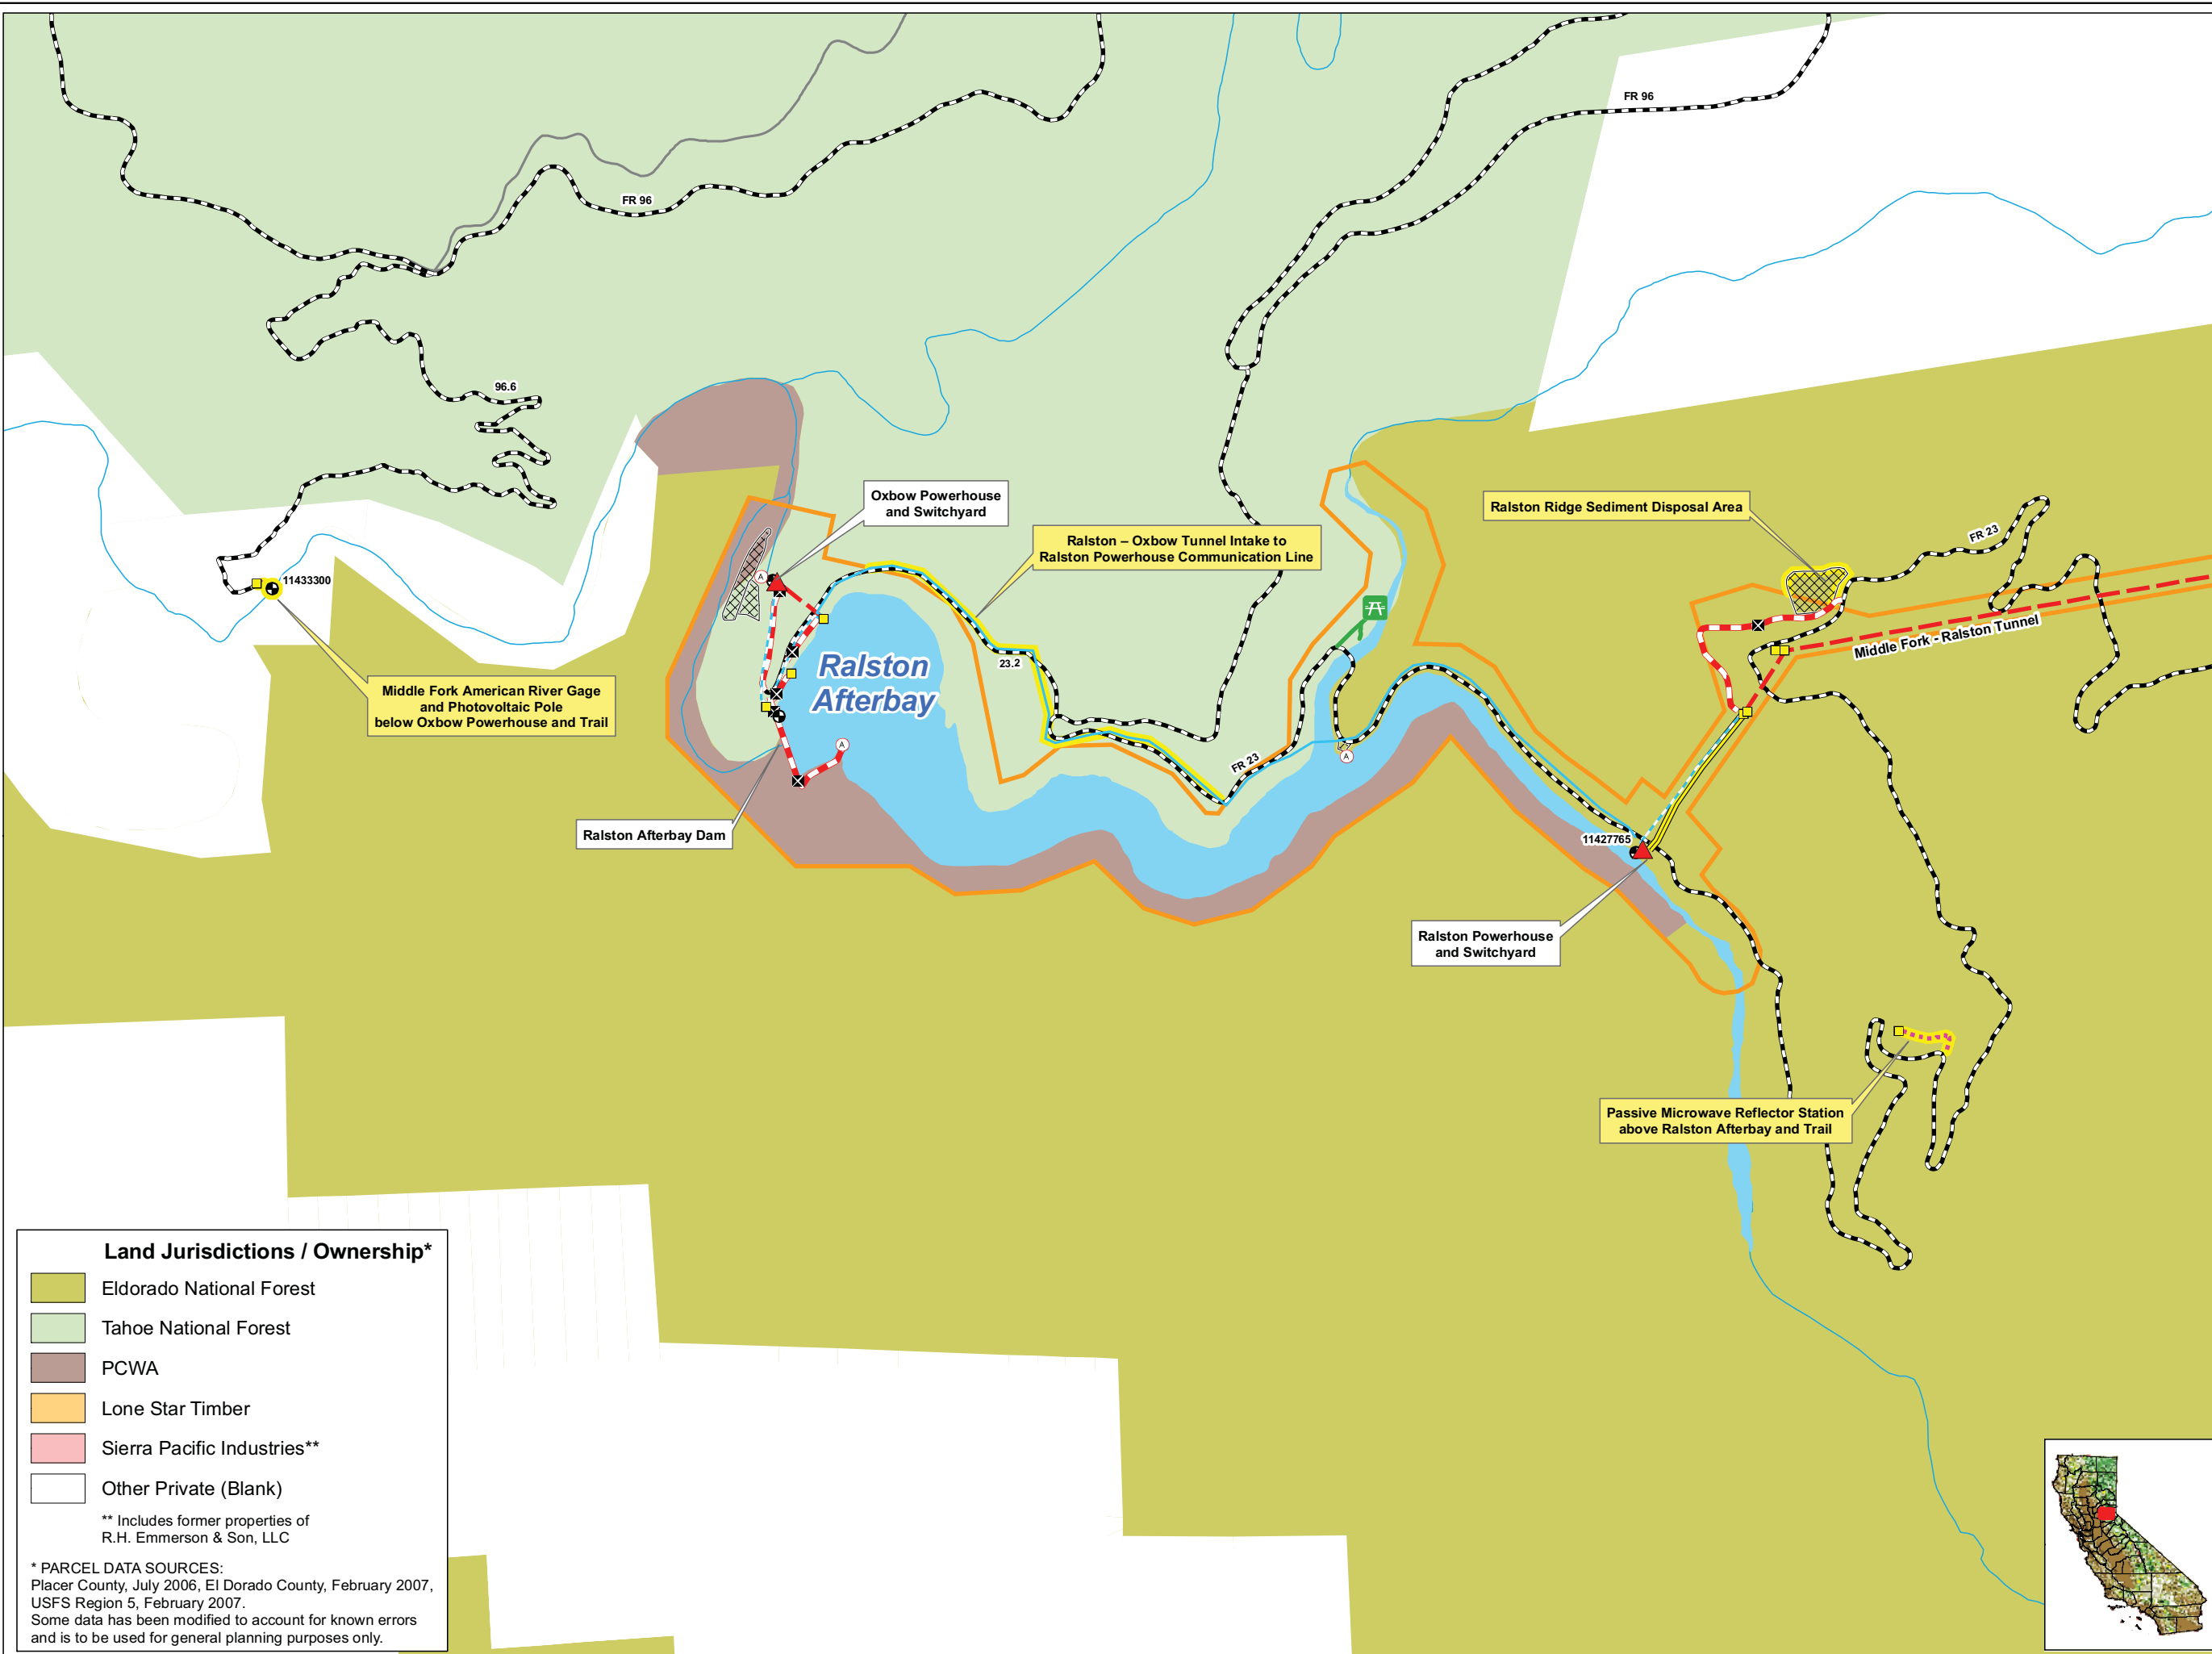 FR 96
FR 96
96.6
Oxbow Powerhouse
and Switchyard
Ralston Ridge Sediment Disposal Area
Ralston – Oxbow Tunnel Intake to
Ralston Powerhouse Communication Line
FR 23
A
11433300
Middle Fork - Ralston Tunnel
Ralston
Afterbay
23.2
Middle Fork American River Gage
and Photovoltaic Pole
below Oxbow Powerhouse and Trail
A
A
FR 23
Ralston Afterbay Dam
11427765
Ralston Powerhouse
and Switchyard
Passive Microwave Reflector Station
above Ralston Afterbay and Trail
Land Jurisdictions / Ownership*
Eldorado National Forest
Tahoe National Forest
PCWA
Lone Star Timber
Sierra Pacific Industries**
Other Private (Blank)
** Includes former properties of
R.H. Emmerson & Son, LLC
* PARCEL DATA SOURCES:
Placer County, July 2006, El Dorado County, February 2007,
USFS Region 5, February 2007.
Some data has been modified to account for known errors
and is to be used for general planning purposes only.